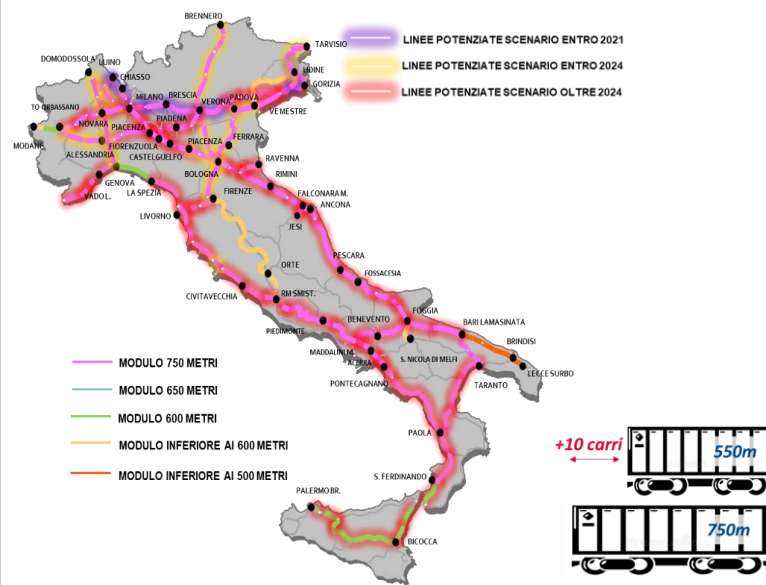 BRENNERO
TARVISIO
DOMODOSSOLA
LUINO
CHIASSO
UDINE
GORIZIA
LINEE POTENZIATE SCENARIO ENTRO 2021
LINEE POTENZIATE SCENARIO ENTRO 2024
LINEE POTENZIATE SCENARIO OLTRE 2024
TO ORBASSANO
MILANO
BRESCIA
VERONA
PADOVA
VE MESTRE
NOVARA
PIACENZA
PIADENA
MODANE
ALESSANDRIA
FIORENZUOLA
CASTELGUELFO
PIACENZA
FERRARA
BOLOGNA
RAVENNA
RIMINI
GENOVA
VADO L.
LA SPEZIA
FIRENZE
FALCONARA M.
ANCONA
LIVORNO
JESI
ORTE
PESCARA
FOSSACESIA
CIVITAVECCHIA
RM SMIST.
PIEDIMONTE
BENEVENTO
FOGGIA
BARI LAMASINATA
BRINDISI
MADDALINI M.
ACERRA
S. NICOLA DI MELFI
LECCE SURBO
PONTECAGNANO
TARANTO
PAOLA
S. FERDINANDO
PALERMO BR.
BICOCCA
MODULO 750 METRI
MODULO 650 METRI
MODULO 600 METRI
MODULO INFERIORE AI 600 METRI
MODULO INFERIORE AI 500 METRI
+10 carri
550m
750m